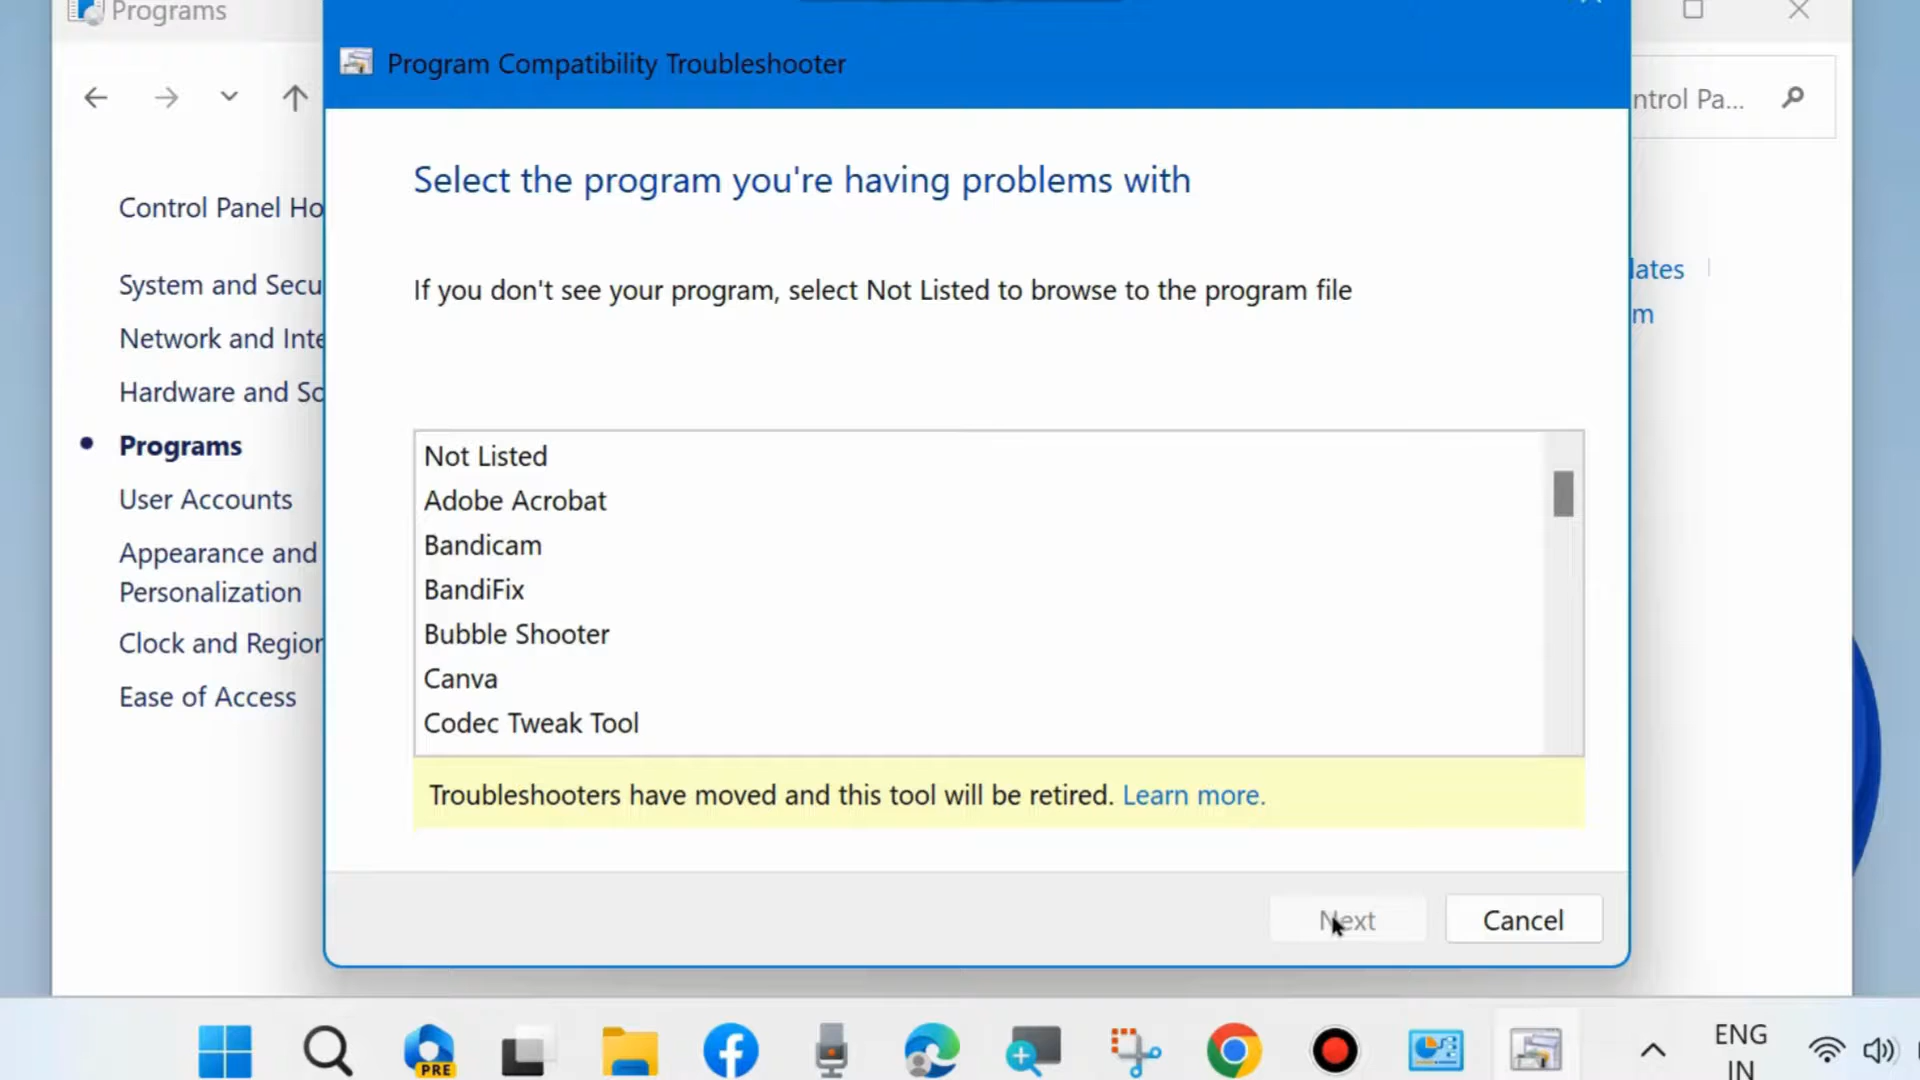 Programs
Program Compatibility Troubleshooter
ntrol Pa...
Select the program you're having problems with
Control Panel Ho
System and Secu
If you don't see your program, select Not Listed to browse to the program file
lates
m
Network and Inte
Hardware and So
Programs
User Accounts
Appearance and
Personalization
Clock and Region
Ease of Access
Not Listed
Adobe Acrobat
Bandicam
BandiFix
Bubble Shooter
Canva
Codec Tweak Tool
Troubleshooters have moved and this tool will be retired. Learn more.
Next
Cancel
PRE
ENG
IN